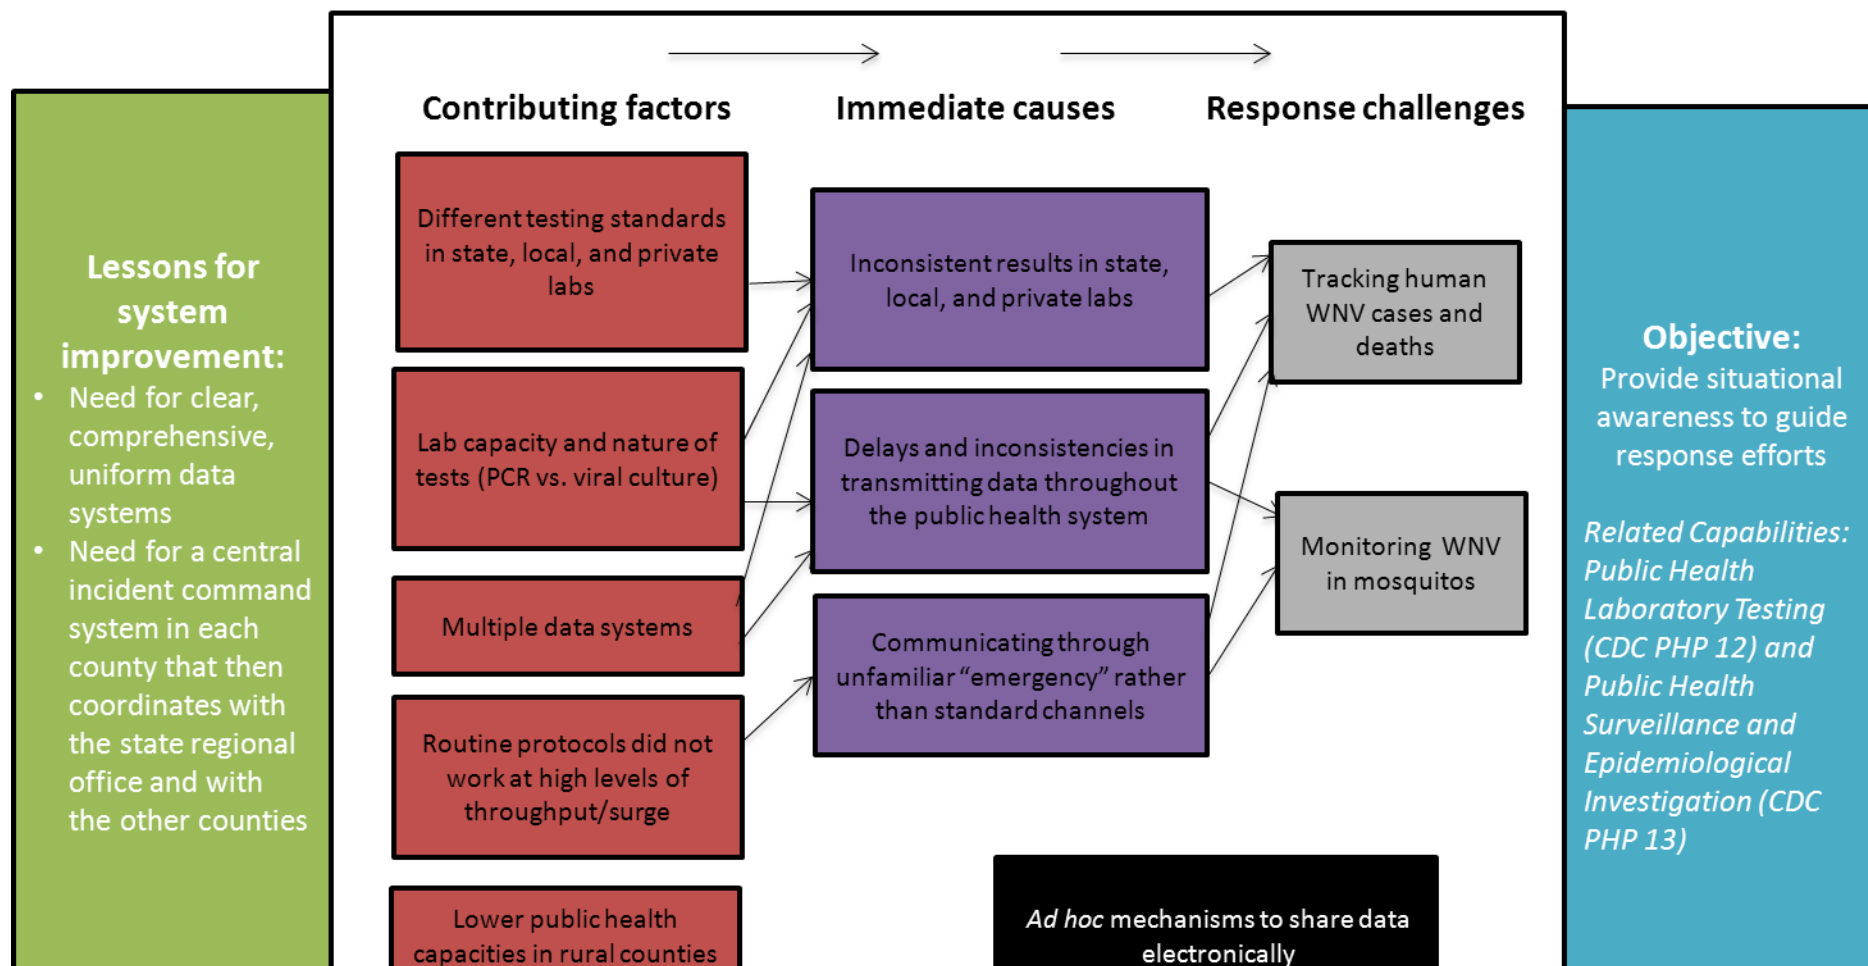 Contributing factors
Immediate causes
Response challenges
Lessons for
system
improvement:
• Need for clear,
comprehensive,
uniform data
systems
• Need for a central
incident command
system in each
county that then
coordinates with
the state regional
office and with
the other counties
Different testing standards
in state, local, and private
labs
Lab capacity and nature of
tests (PCR vs. viral culture)
Multiple data systems
Routine protocols did not
work at high levels of
throughput/surge
Lower public health
capacities in rural counties
Inconsistent results in state,
local, and private labs
Delays and inconsistencies in
transmitting data throughout
the public health system
Communicating through
unfamiliar “emergency” rather
than standard channels
Tracking human
WNV cases and
deaths
Monitoring WNV
in mosquitos
Ad hoc mechanisms to share data
electronically
Objective:
Provide situational
awareness to guide
response efforts
Related Capabilities:
Public Health
Laboratory Testing
(CDC PHP 12) and
Public Health
Surveillance and
Epidemiological
Investigation (CDC
PHP 13)